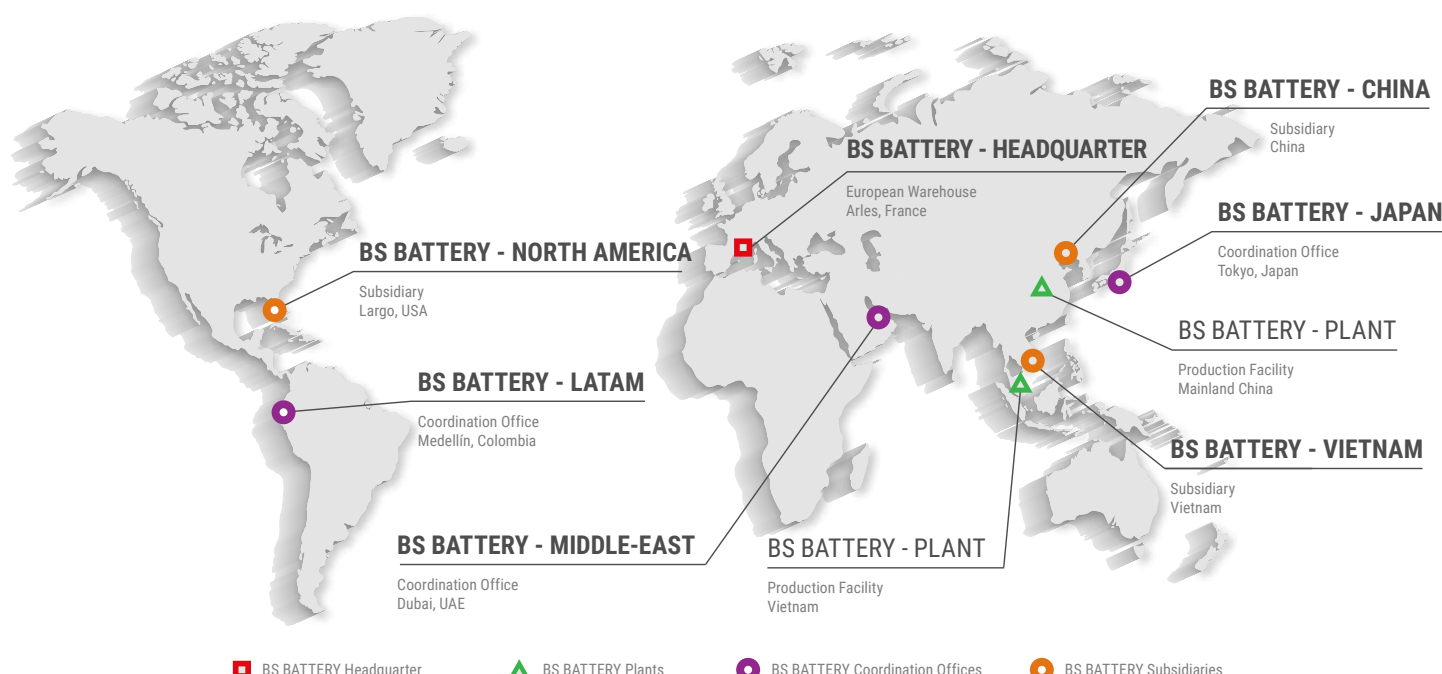 BS BATTERY - CHINA
Subsidiary
China
BS BATTERY - HEADQUARTER
European Warehouse
Arles, France
BS BATTERY - JAPAN
Coordination Office
Tokyo, Japan
BS BATTERY - NORTH AMERICA
Subsidiary
Largo, USA
BS BATTERY - PLANT
Production Facility
Mainland China
BS BATTERY - LATAM
Coordination Office
Medellín, Colombia
BS BATTERY - VIETNAM
Subsidiary
Vietnam
BS BATTERY - MIDDLE-EAST
Coordination Office
Dubai, UAE
BS BATTERY - PLANT
Production Facility
Vietnam
BS BATTERY Headquarter
BS BATTERY Plants
BS BATTERY Coordination Offices
BS BATTERY Subsidiaries